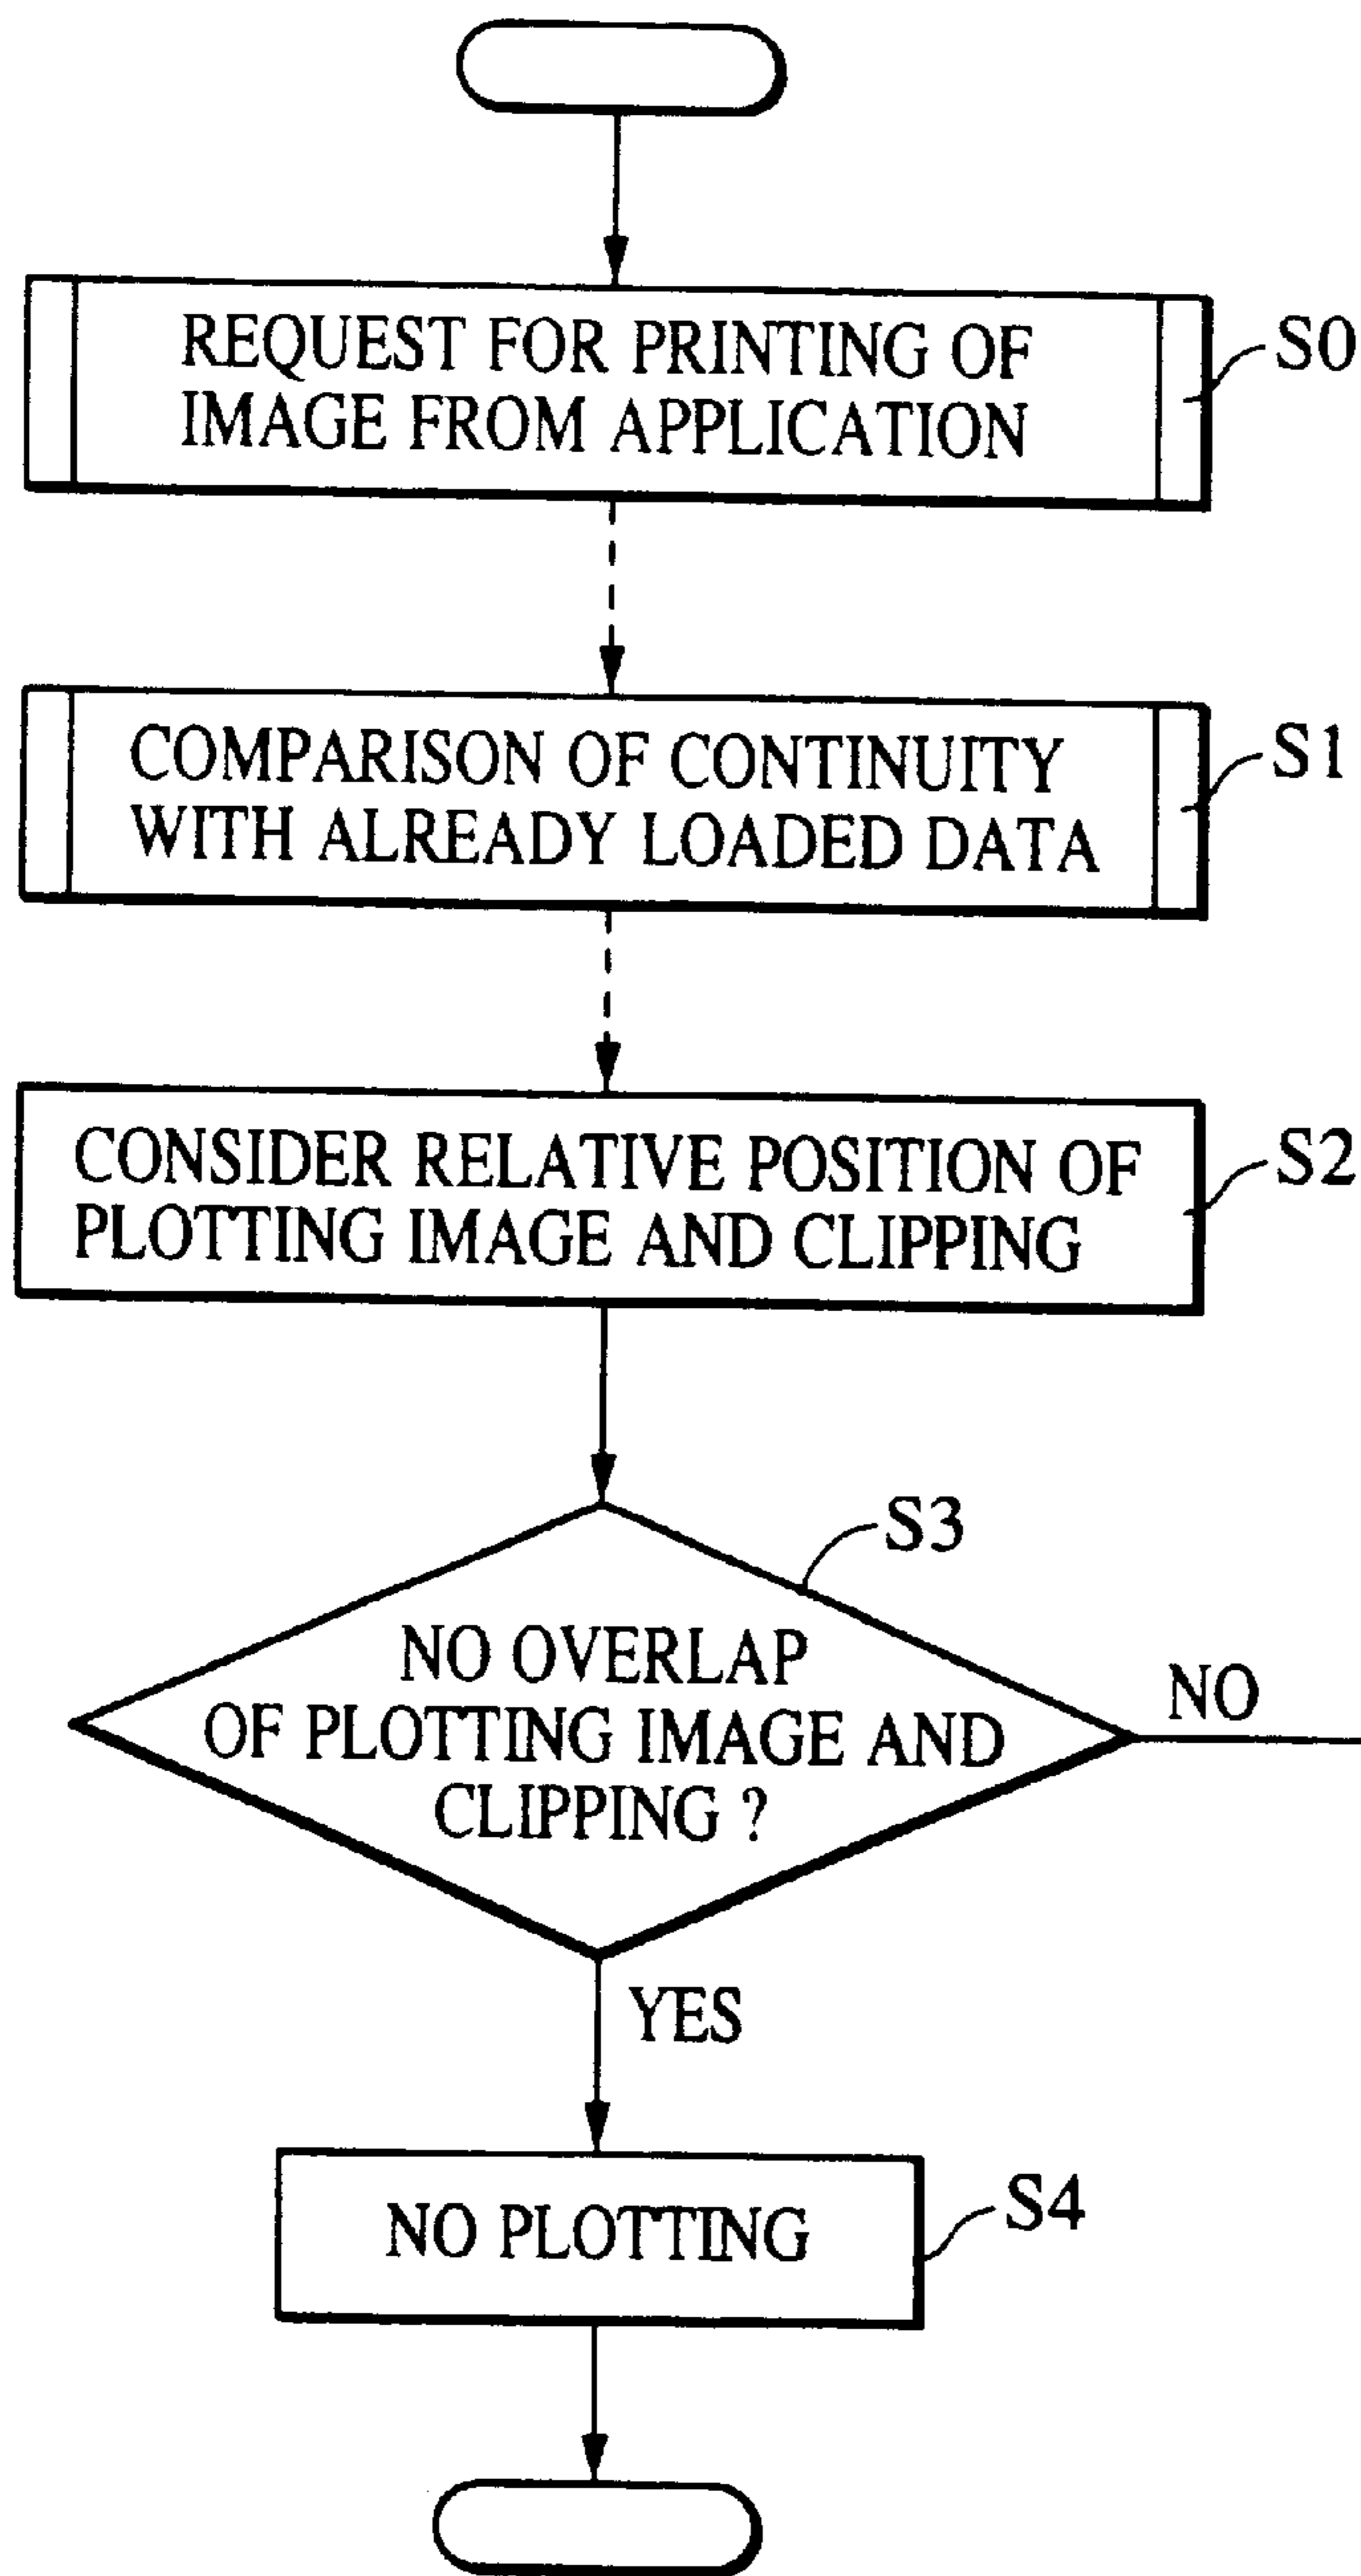 REQUEST FOR PRINTING OF
IMAGE FROM APPLICATION
S0
COMPARISON OF CONTINUITY
WITH ALREADY LOADED DATA
S1
CONSIDER RELATIVE POSITION OF
PLOTTING IMAGE AND CLIPPING
S2
S3
NO OVERLAP
OF PLOTTING IMAGE AND
CLIPPING ?
NO
YES
NO PLOTTING
S4